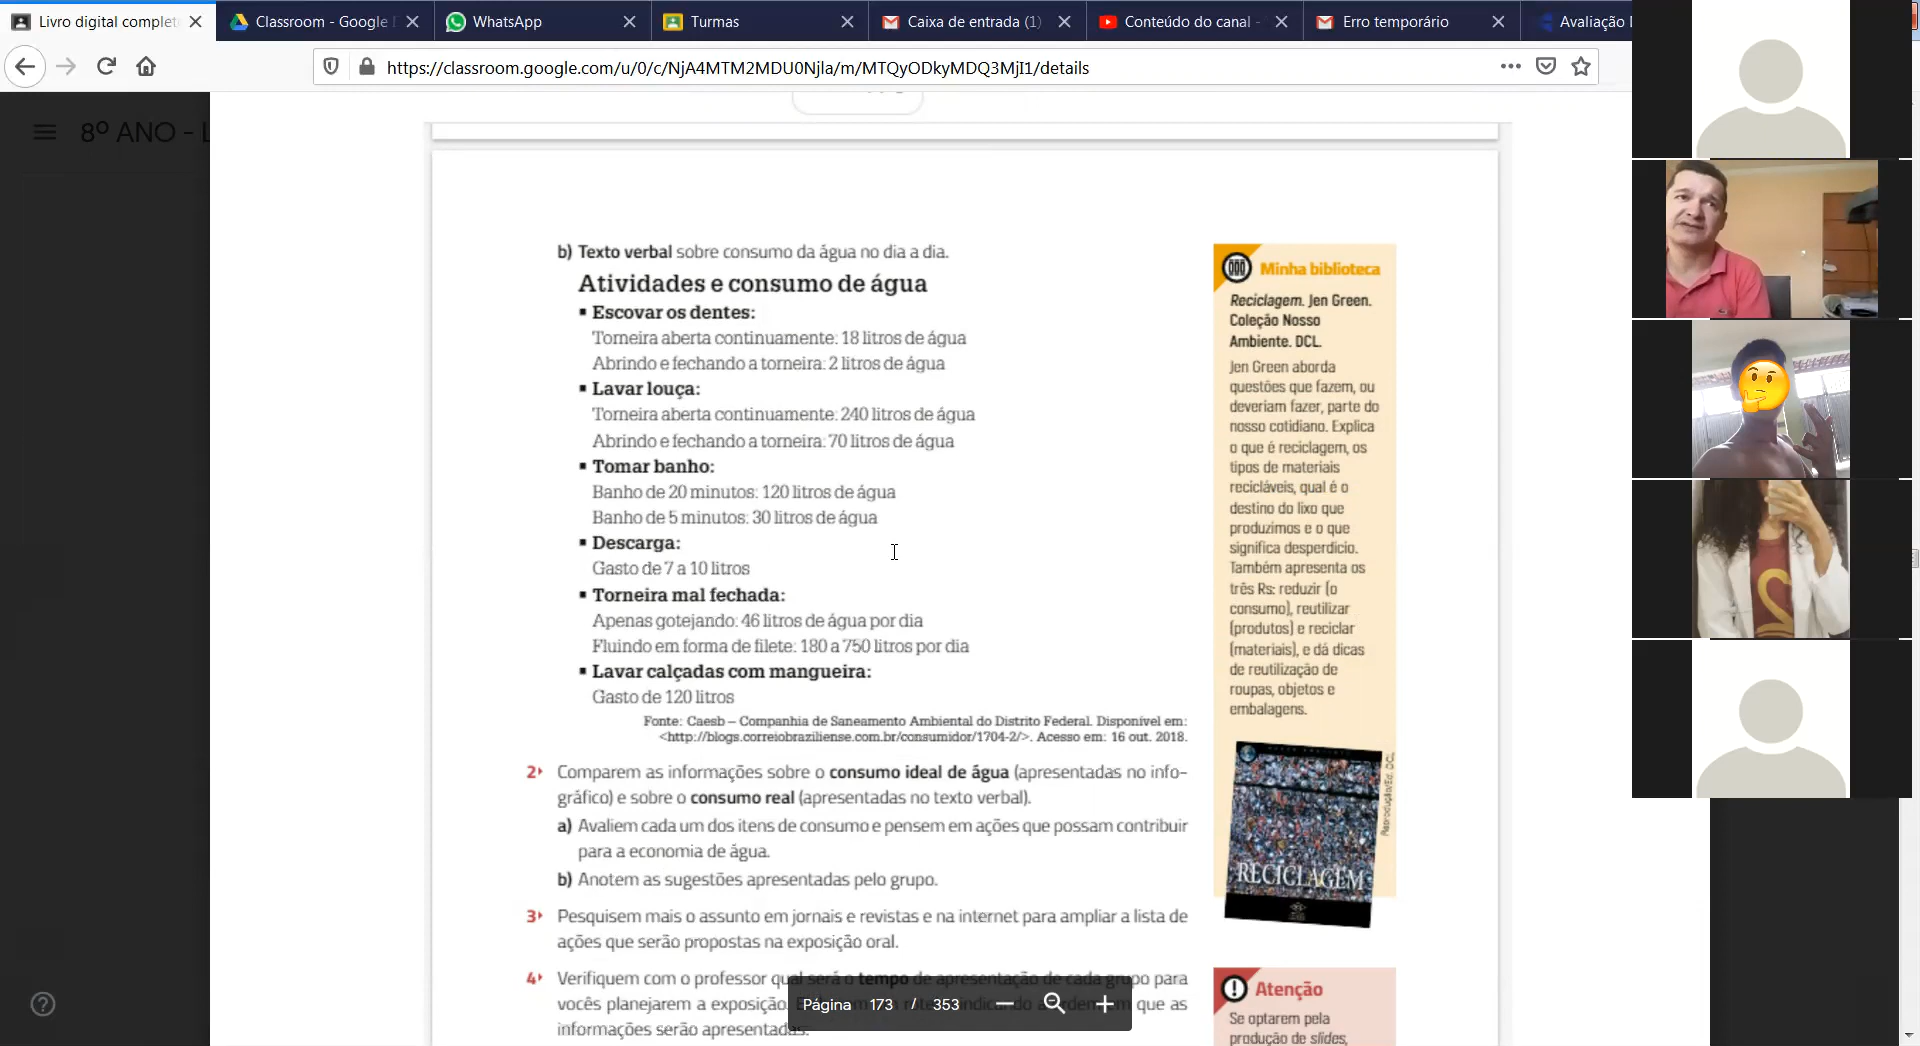 Livro digital complet
Classroom - Google
WhatsApp
Turmas
Caixa de entrada (1)
Conteúdo do canal -
Erro temporário
Avaliação
https://classroom.google.com/u/0/c/NjA4MTM2MDU0Njla/m/MTQyODkyMDQ3MjI1/details
8º ANO - L
b) Texto verbal sobre consumo da água no dia a dia.
Atividades e consumo de água
▪ Escovar os dentes:
Torneira aberta continuamente: 18 litros de água
Abrindo e fechando a torneira: 2 litros de água
▪ Lavar louça:
Torneira aberta continuamente: 240 litros de água
Abrindo e fechando a torneira: 70 litros de água
▪ Tomar banho:
Banho de 20 minutos: 120 litros de água
Banho de 5 minutos: 30 litros de água
▪ Descarga:
Gasto de 7 a 10 litros
▪ Torneira mal fechada:
Apenas gotejando: 46 litros de água por dia
Fluindo em forma de filete: 180 a 750 litros por dia
▪ Lavar calçadas com mangueira:
Gasto de 120 litros
Fonte: Caesb – Companhia de Saneamento Ambiental do Distrito Federal. Disponível em:
<http://blogs.correiobraziliense.com.br/consumidor/1704-2/>. Acesso em: 16 out. 2018.
2 Comparem as informações sobre o consumo ideal de água (apresentadas no info-
gráfico) e sobre o consumo real (apresentadas no texto verbal).
a) Avaliem cada um dos itens de consumo e pensem em ações que possam contribuir
para a economia de água.
b) Anotem as sugestões apresentadas pelo grupo.
3 Pesquisem mais o assunto em jornais e revistas e na internet para ampliar a lista de
ações que serão propostas na exposição oral.
4 Verifiquem com o professor qual será o tempo de apresentação de cada grupo para
vocês planejarem a exposição. indicando a ordem em que as
informações serão apresentadas.
Minha biblioteca
Reciclagem. Jen Green.
Coleção Nosso
Ambiente. DCL.
Jen Green aborda
questões que fazem, ou
deveriam fazer, parte do
nosso cotidiano. Explica
o que é reciclagem, os
tipos de materiais
recicláveis, qual é o
destino do lixo que
produzimos e o que
significa desperdício.
Também apresenta os
três Rs: reduzir (o
consumo), reutilizar
(produtos) e reciclar
(materiais), e dá dicas
de reutilização de
roupas, objetos e
embalagens.
RECICLAGEM
Reprodução/Ed. DCL
Atenção
Se optarem pela
produção de slides,
Página 173 / 353